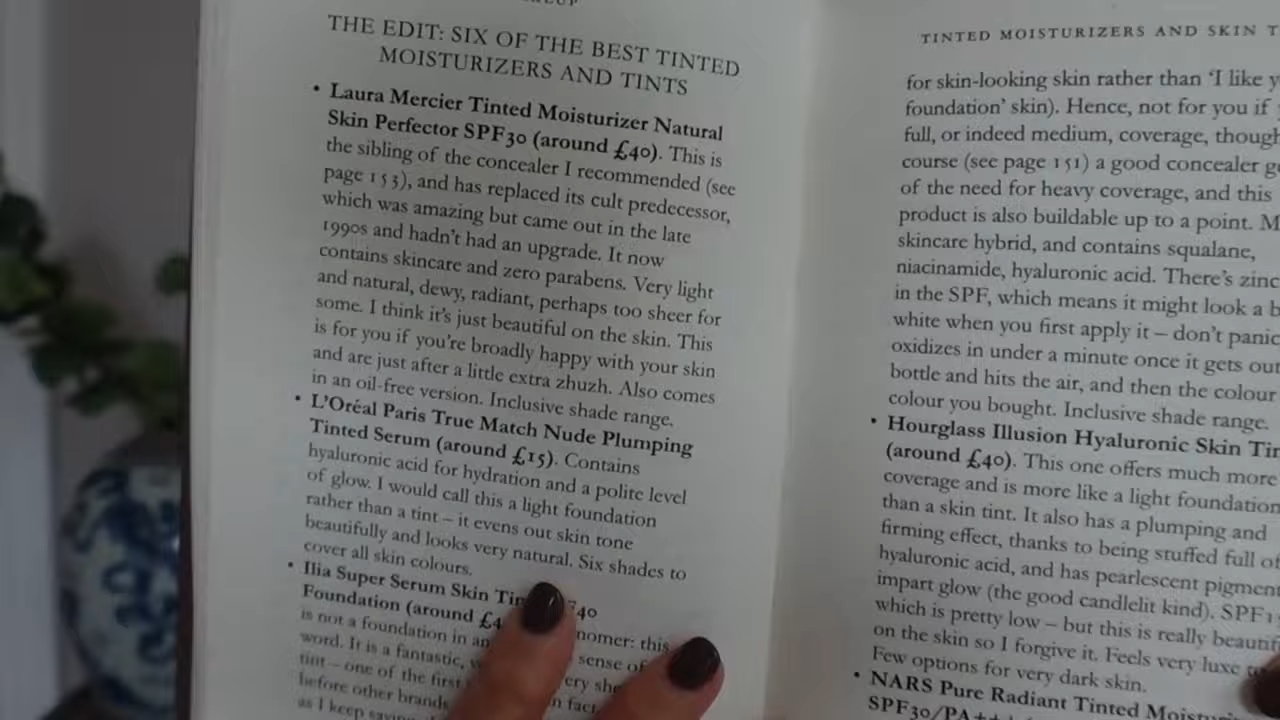 THE EDIT: SIX OF THE BEST TINTED
MOISTURIZERS AND TINTS
• Laura Mercier Tinted Moisturizer Natural
Skin Perfector SPF30 (around £40). This is
the sibling of the concealer I recommended (see
page 153), and has replaced its cult predecessor,
which was amazing but came out in the late
1990s and hadn't had an upgrade. It now
contains skincare and zero parabens. Very light
and natural, dewy, radiant, perhaps too sheer for
some. I think it's just beautiful on the skin. This
is for you if you're broadly happy with your skin
and are just after a little extra zhuzh. Also comes
in an oil-free version. Inclusive shade range.
• L'Oréal Paris True Match Nude Plumping
Tinted Serum (around £15). Contains
hyaluronic acid for hydration and a polite level
of glow. I would call this a light foundation
rather than a tint – it evens out skin tone
beautifully and looks very natural. Six shades to
cover all skin colours.
• Ilia Super Serum Skin
Foundation (around
is not a foundation in nomer: this
word. It is a fantastic, sense of
tint – one of the first
before other brands
as I keep
TINTED MOISTURIZERS AND SKIN T
for skin-looking skin rather than 'I like y
foundation' skin). Hence, not for you if
full, or indeed medium, coverage, though
course (see page 151) a good concealer g
of the need for heavy coverage, and this
product is also buildable up to a point. M
skincare hybrid, and contains squalane,
niacinamide, hyaluronic acid. There's zinc
in the SPF, which means it might look a b
white when you first apply it – don't panic
oxidizes in under a minute once it gets out
bottle and hits the air, and then the colour
colour you bought. Inclusive shade range.
• Hourglass Illusion Hyaluronic Skin Tin
(around £40). This one offers much more
coverage and is more like a light foundation
than a skin tint. It also has a plumping and
firming effect, thanks to being stuffed full of
hyaluronic acid, and has pearlescent pigment
impart glow (the good candlelit kind). SPF
which is pretty low – but this is really beautif
on the skin so I forgive it. Feels very luxe
Few options for very dark skin.
• NARS Pure Radiant Tinted Moistur
SPF30/PA+++